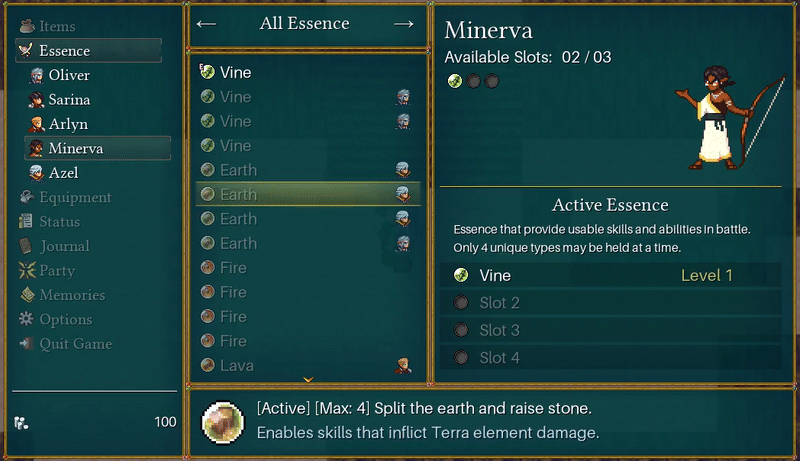 Items
Essence
Oliver
Sarina
Arlyn
Minerva
Azel
Equipment
Status
Journal
Party
Memories
Options
Quit Game
100
← All Essence →
E Vine
Vine
Vine
Vine
Earth
Earth
Earth
Earth
Fire
Fire
Fire
Fire
Lava
Minerva
Available Slots: 02 / 03
Active Essence
Essence that provide usable skills and abilities in battle.
Only 4 unique types may be held at a time.
Vine Level 1
Slot 2
Slot 3
Slot 4
[Active] [Max: 4] Split the earth and raise stone.
Enables skills that inflict Terra element damage.